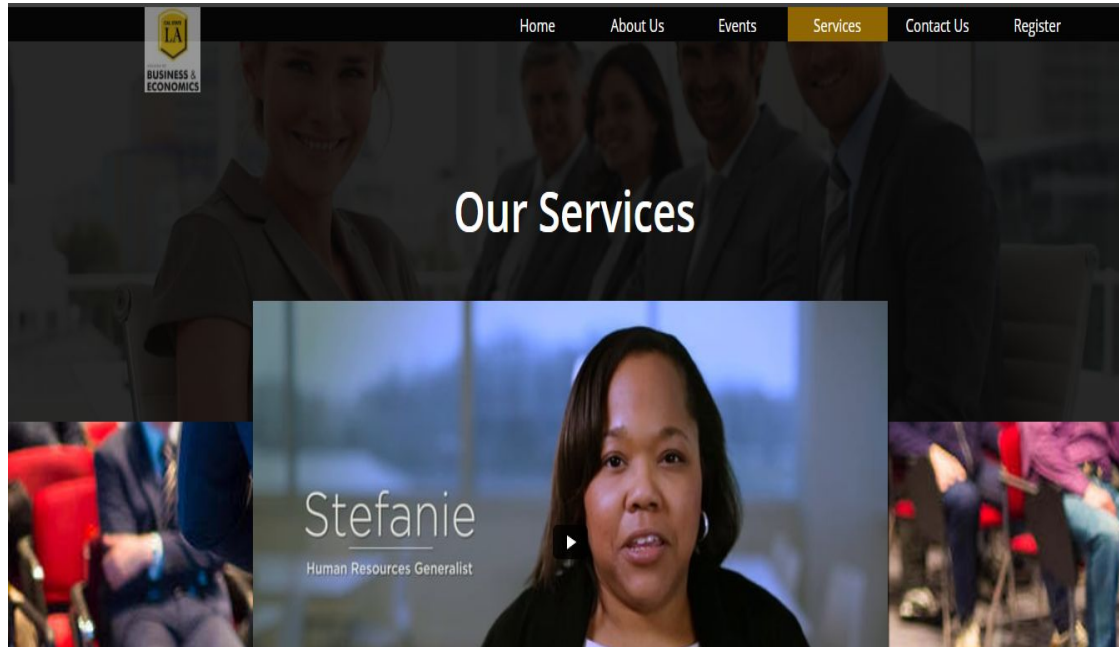 Home About Us Events Services Contact Us Register
CAL STATE
LA
BUSINESS &
ECONOMICS
Our Services
Stefanie
Human Resources Generalist